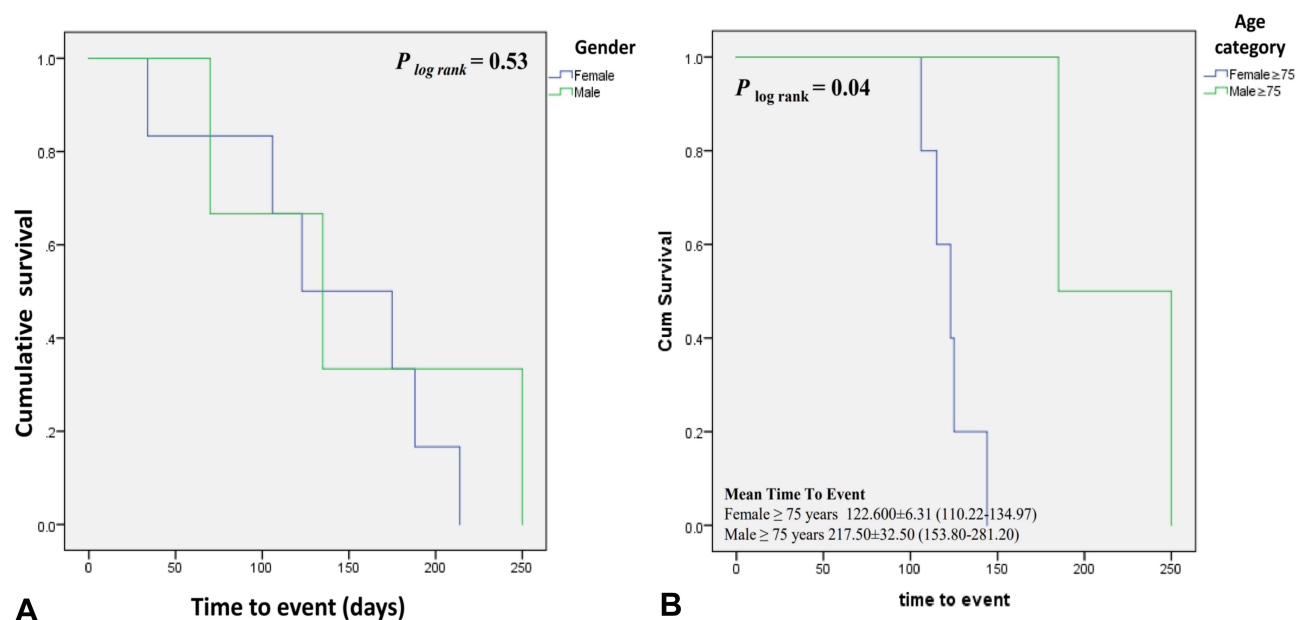 Gender
P log rank = 0.53
Female
Male
1.0
0.8
.6
.4
.2
0.0
Cumulative survival
0 50 100 150 200 250
Time to event (days)
A
Age
category
P log rank = 0.04
Female ≥75
Male ≥75
1.0
0.8
0.6
0.4
0.2
0.0
Cum Survival
Mean Time To Event
Female ≥ 75 years 122.600±6.31 (110.22-134.97)
Male ≥ 75 years 217.50±32.50 (153.80-281.20)
0 50 100 150 200 250
time to event
B